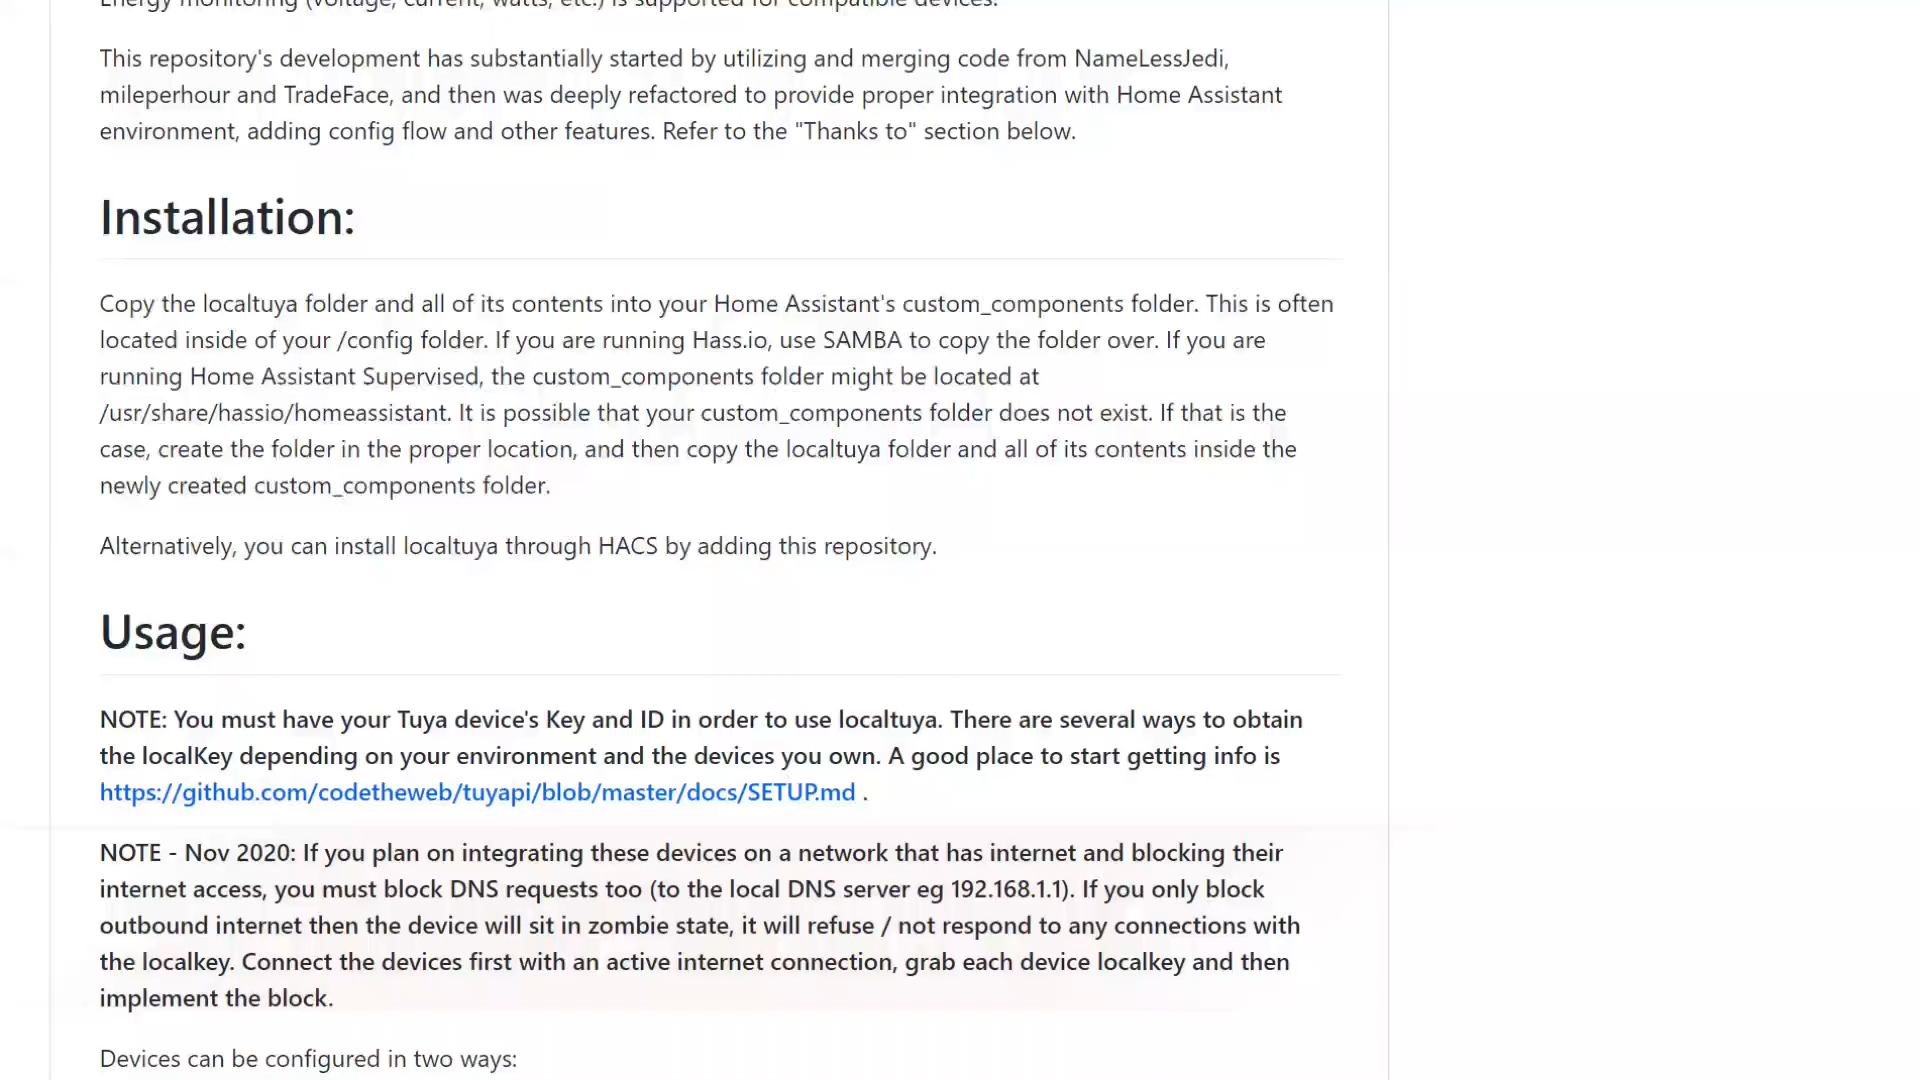 Energy monitoring (voltage, current, watts, etc.) is supported for compatible devices.
This repository's development has substantially started by utilizing and merging code from NameLessJedi,
mileperhour and TradeFace, and then was deeply refactored to provide proper integration with Home Assistant
environment, adding config flow and other features. Refer to the "Thanks to" section below.
Installation:
Copy the localtuya folder and all of its contents into your Home Assistant's custom_components folder. This is often
located inside of your /config folder. If you are running Hass.io, use SAMBA to copy the folder over. If you are
running Home Assistant Supervised, the custom_components folder might be located at
/usr/share/hassio/homeassistant. It is possible that your custom_components folder does not exist. If that is the
case, create the folder in the proper location, and then copy the localtuya folder and all of its contents inside the
newly created custom_components folder.
Alternatively, you can install localtuya through HACS by adding this repository.
Usage:
NOTE: You must have your Tuya device's Key and ID in order to use localtuya. There are several ways to obtain
the localKey depending on your environment and the devices you own. A good place to start getting info is
https://github.com/codetheweb/tuyapi/blob/master/docs/SETUP.md .
NOTE - Nov 2020: If you plan on integrating these devices on a network that has internet and blocking their
internet access, you must block DNS requests too (to the local DNS server eg 192.168.1.1). If you only block
outbound internet then the device will sit in zombie state, it will refuse / not respond to any connections with
the localkey. Connect the devices first with an active internet connection, grab each device localkey and then
implement the block.
Devices can be configured in two ways: